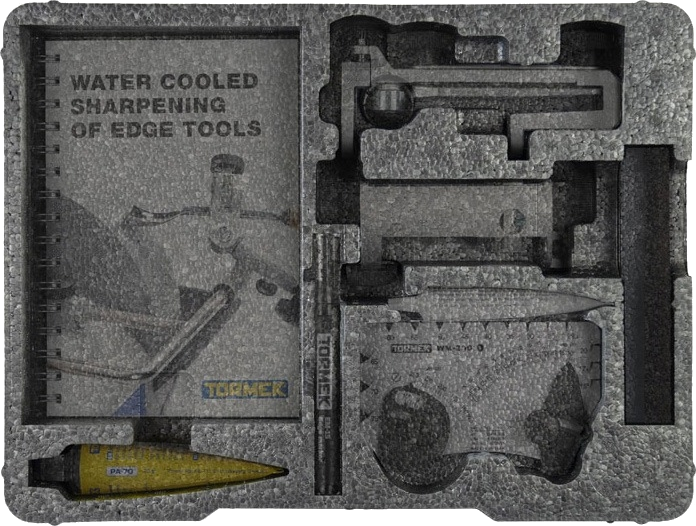 WATER COOLED
SHARPENING
OF EDGE TOOLS
TORMEK
TORMEK
TORMEK
PA-70